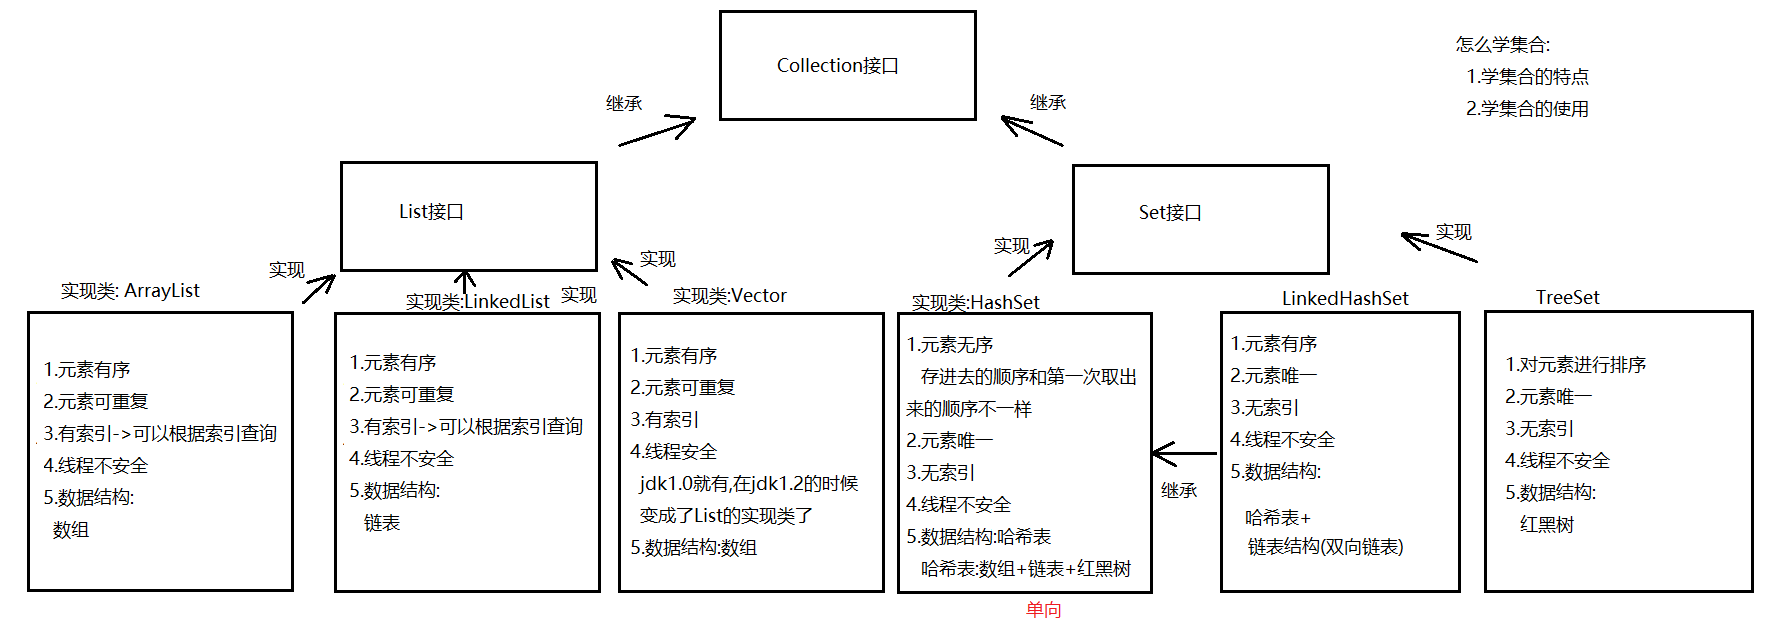 Collection接口
怎么学集合:
1.学集合的特点
2.学集合的使用
继承
继承
List接口
Set接口
实现
实现
实现
实现
实现
实现类: ArrayList
1.元素有序
2.元素可重复
3.有索引->可以根据索引查询
4.线程不安全
5.数据结构:
数组
实现类:LinkedList
1.元素有序
2.元素可重复
3.有索引->可以根据索引查询
4.线程不安全
5.数据结构:
链表
实现类:Vector
1.元素有序
2.元素可重复
3.有索引
4.线程安全
jdk1.0就有,在jdk1.2的时候
变成了List的实现类了
5.数据结构:数组
实现类:HashSet
1.元素无序
存进去的顺序和第一次取出
来的顺序不一样
2.元素唯一
3.无索引
4.线程不安全
5.数据结构:哈希表
哈希表:数组+链表+红黑树
单向
继承
LinkedHashSet
1.元素有序
2.元素唯一
3.无索引
4.线程不安全
5.数据结构:
哈希表+
链表结构(双向链表)
TreeSet
1.对元素进行排序
2.元素唯一
3.无索引
4.线程不安全
5.数据结构:
红黑树